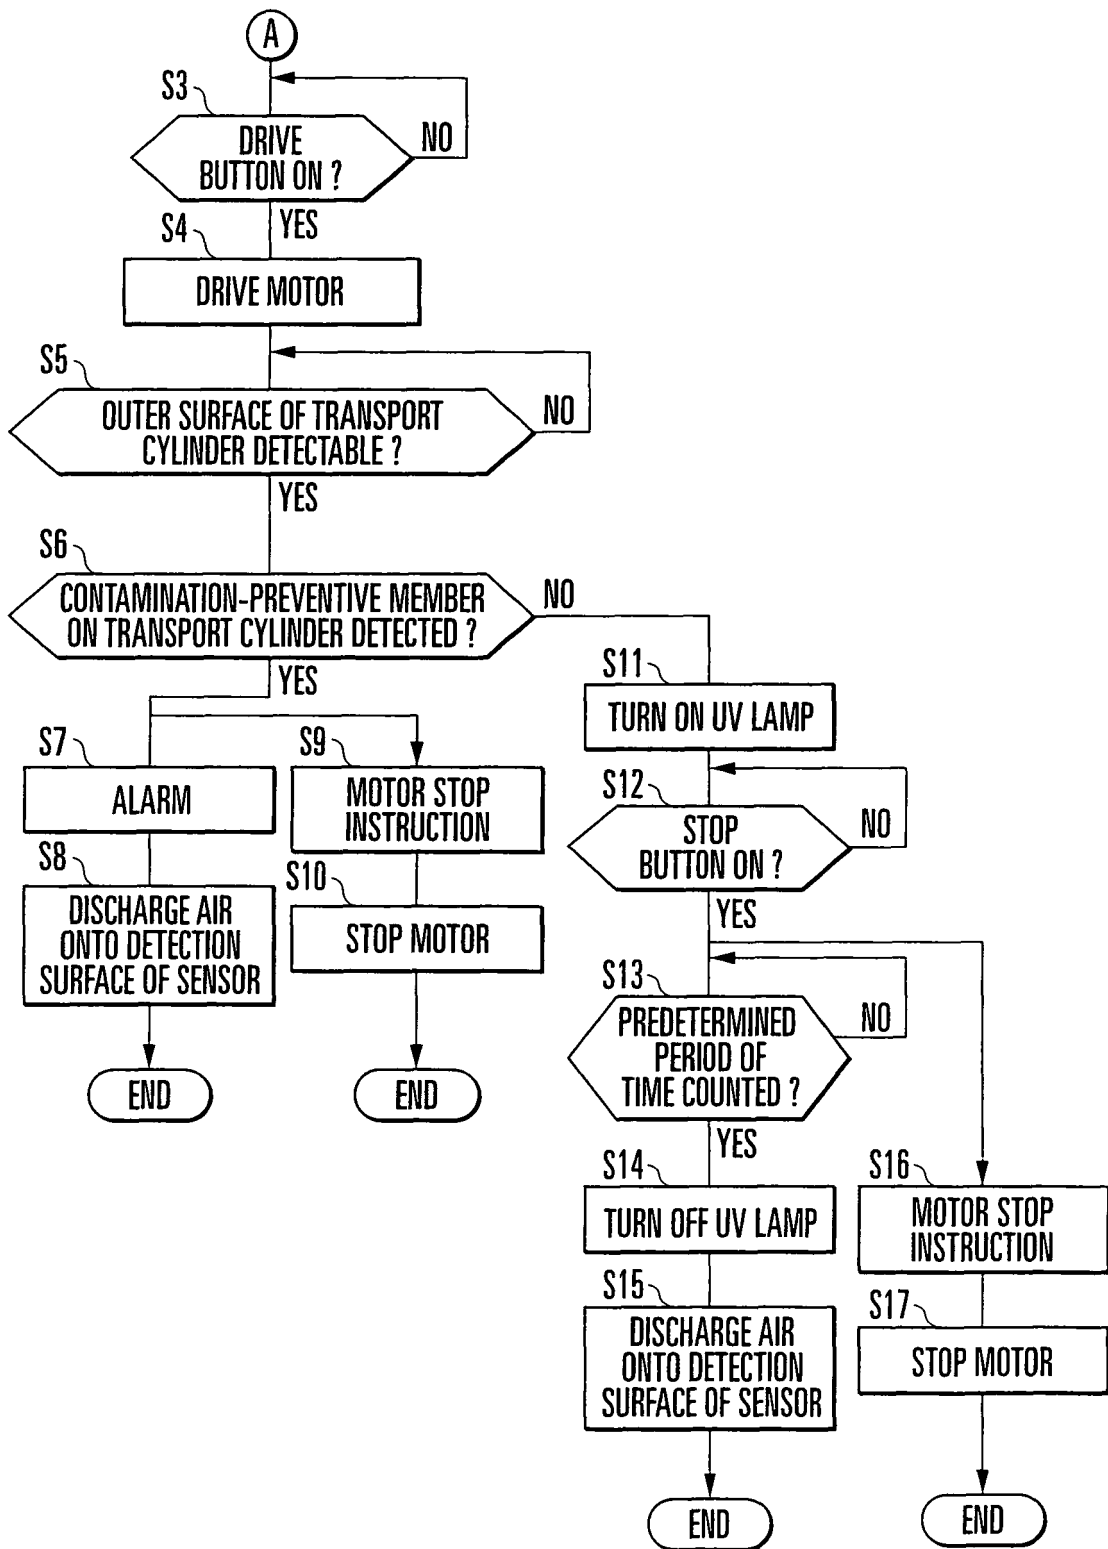 A
S3
DRIVE
BUTTON ON ?
NO
YES
S4
DRIVE MOTOR
S5
OUTER SURFACE OF TRANSPORT
CYLINDER DETECTABLE ?
NO
YES
S6
CONTAMINATION-PREVENTIVE MEMBER
ON TRANSPORT CYLINDER DETECTED ?
NO
YES
S7
ALARM
S8
DISCHARGE AIR
ONTO DETECTION
SURFACE OF SENSOR
END
S9
MOTOR STOP
INSTRUCTION
S10
STOP MOTOR
END
S11
TURN ON UV LAMP
S12
STOP
BUTTON ON ?
NO
YES
S13
PREDETERMINED
PERIOD OF
TIME COUNTED ?
NO
YES
S14
TURN OFF UV LAMP
S15
DISCHARGE AIR
ONTO DETECTION
SURFACE OF SENSOR
END
S16
MOTOR STOP
INSTRUCTION
S17
STOP MOTOR
END